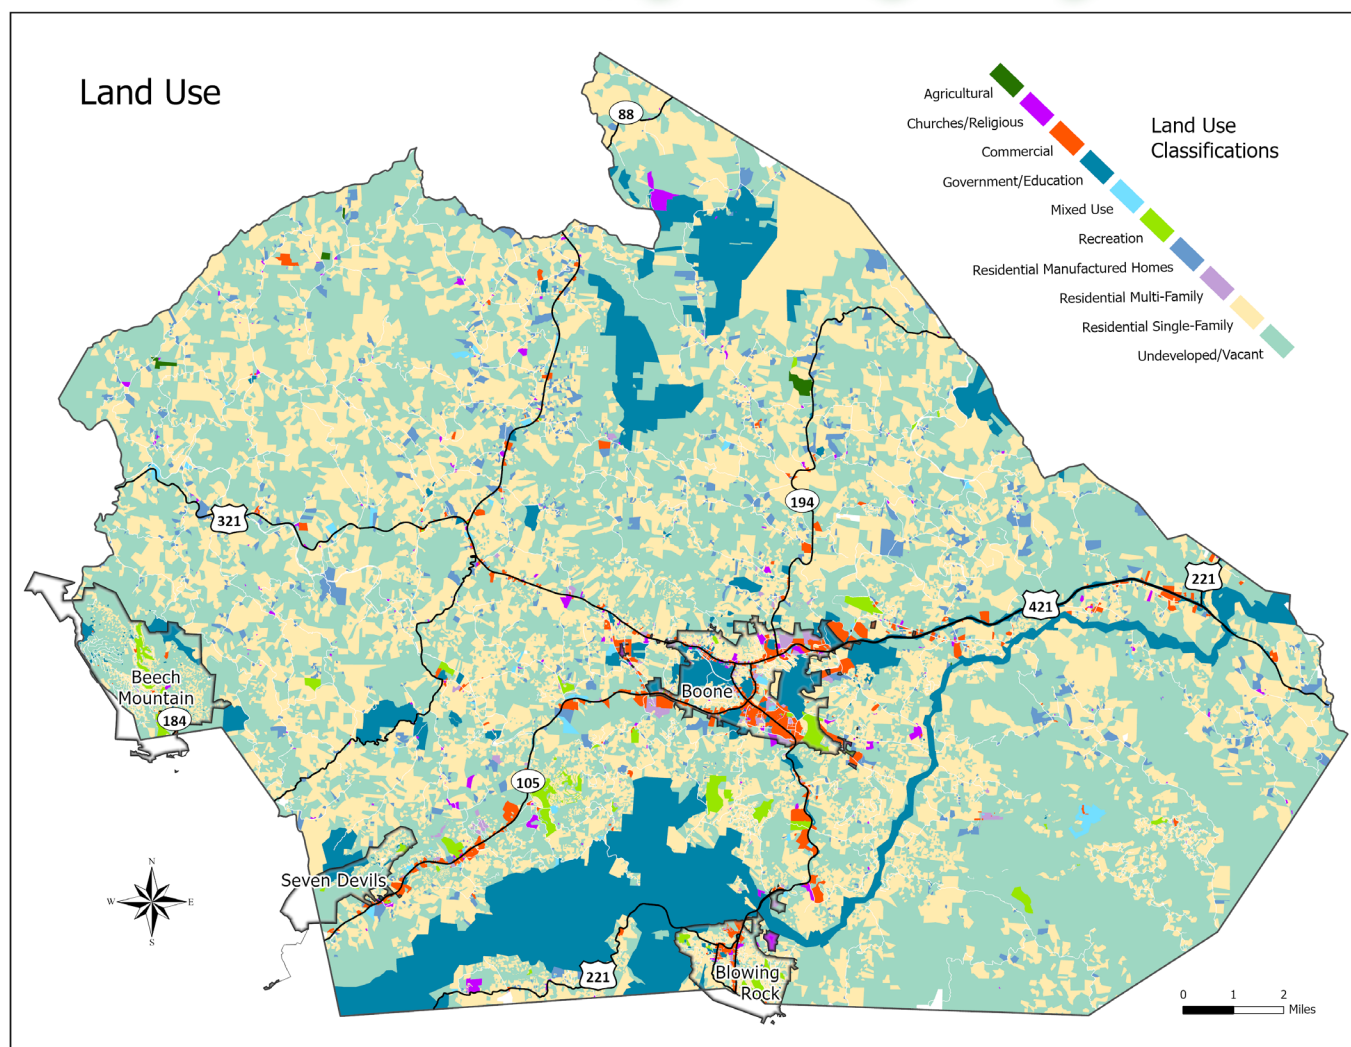 Land Use
88
Agricultural
Churches/Religious
Commercial
Government/Education
Mixed Use
Recreation
Residential Manufactured Homes
Residential Multi-Family
Residential Single-Family
Undeveloped/Vacant
Land Use
Classifications
194
321
221
421
Beech
Mountain
184
Boone
105
Seven Devils
N
W
E
S
221
Blowing
Rock
0 1 2
Miles